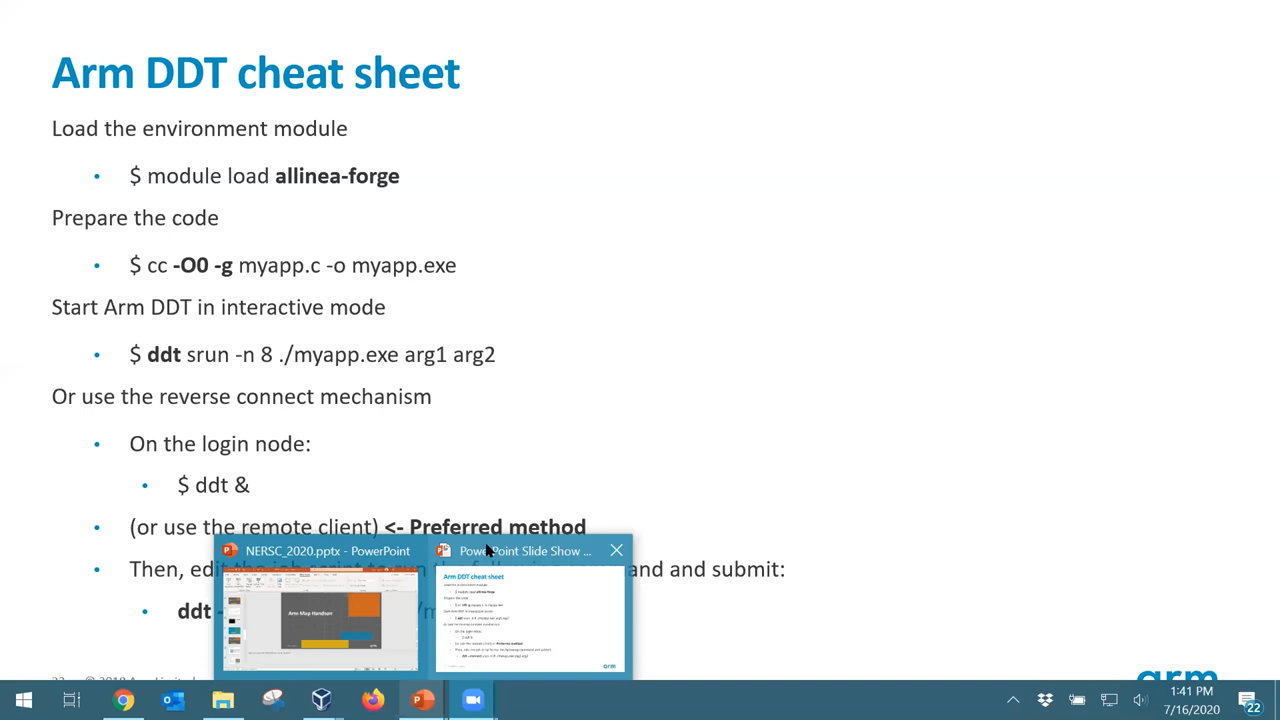 Arm DDT cheat sheet
Load the environment module
• $ module load allinea-forge
Prepare the code
• $ cc -O0 -g myapp.c -o myapp.exe
Start Arm DDT in interactive mode
• $ ddt srun -n 8 ./myapp.exe arg1 arg2
Or use the reverse connect mechanism
• On the login node:
• $ ddt &
• (or use the remote client) <- Preferred method
NERSC_2020.pptx - PowerPoint
PowerPoint Slide Show ...
• Then, edit and and submit:
Arm DDT cheat sheet
Arm Map Handson
• ddt
arm
1:41 PM
7/16/2020
22